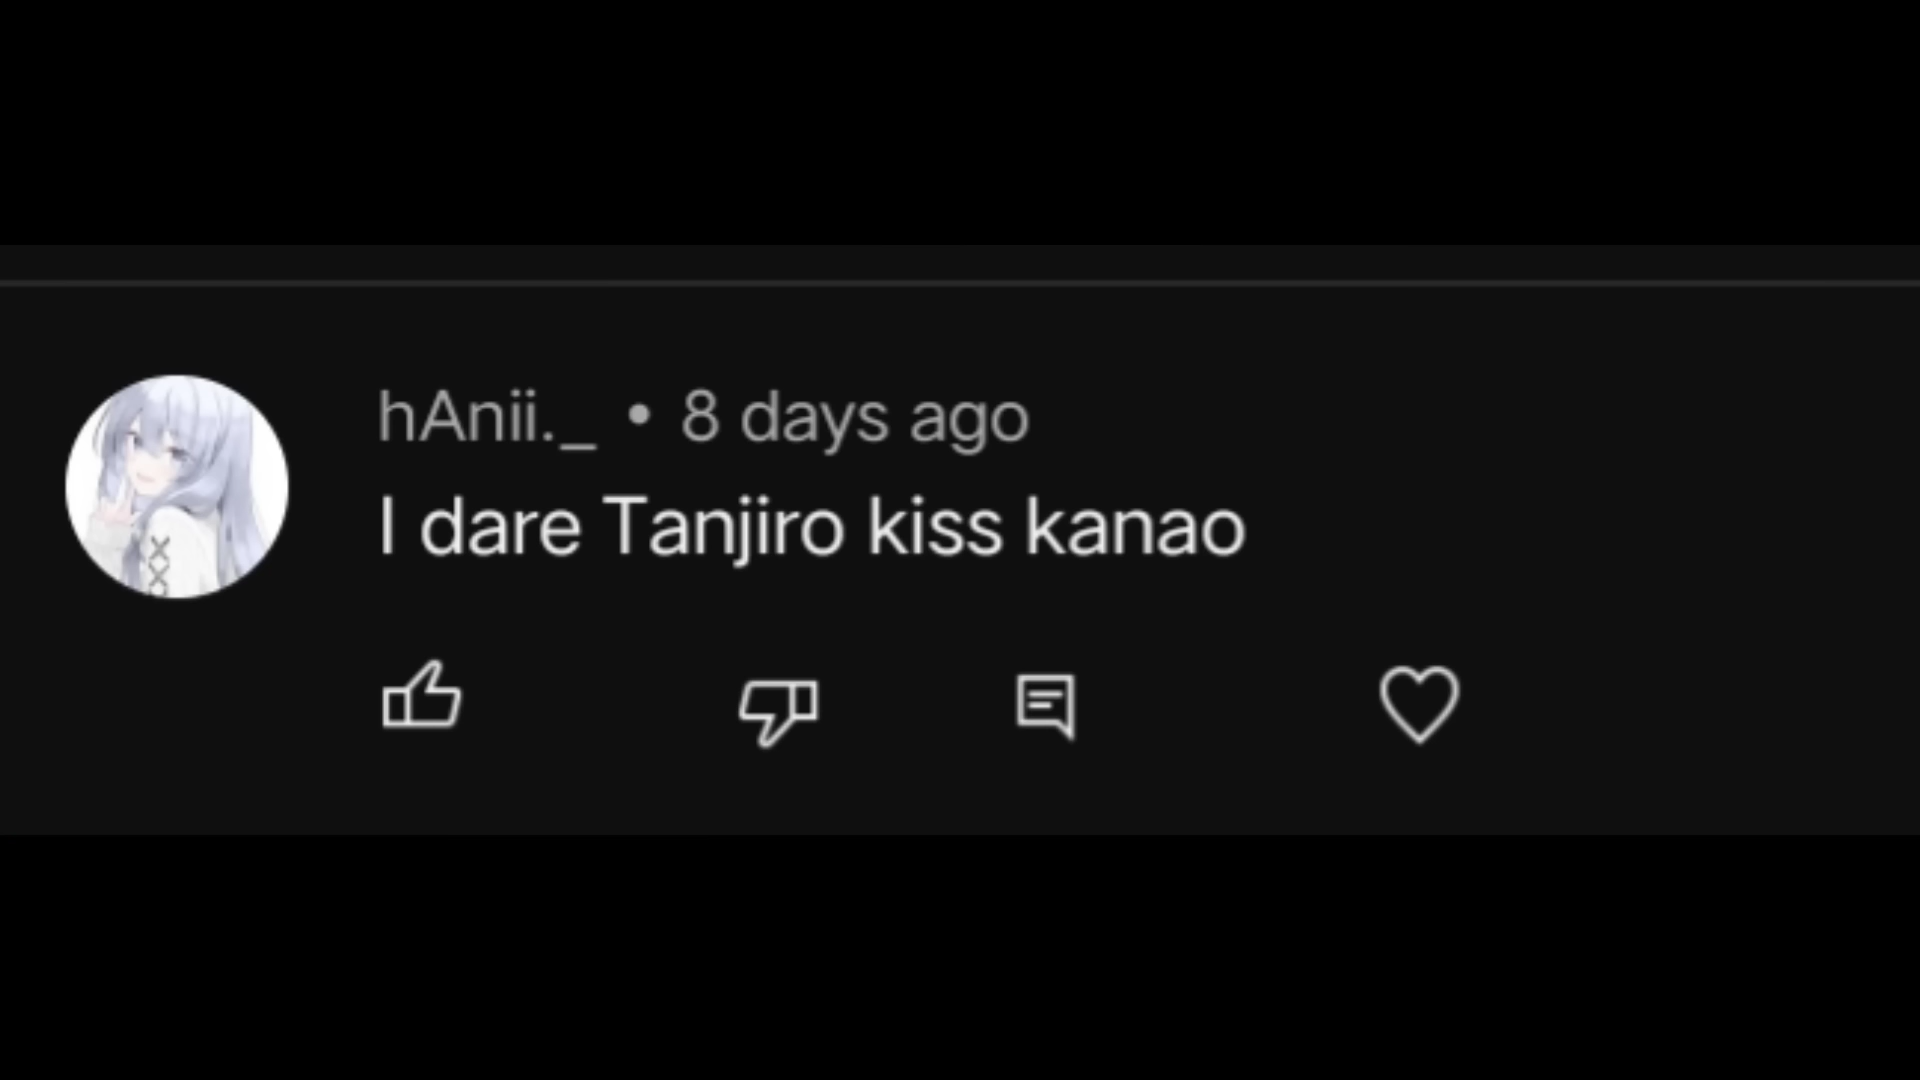 hAnii._ • 8 days ago
I dare Tanjiro kiss kanao